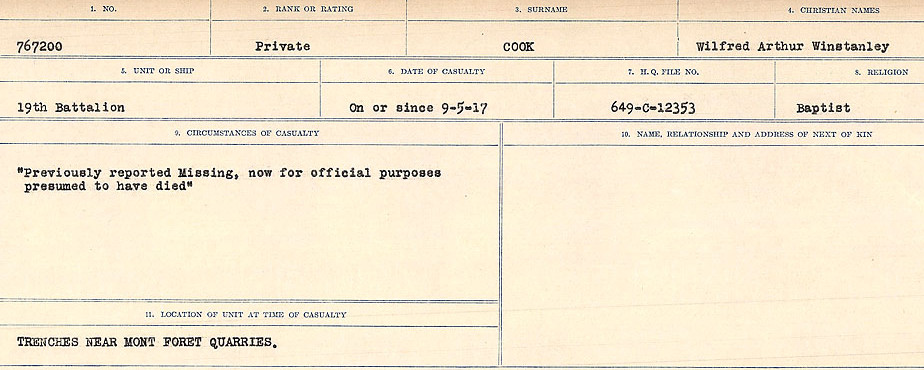 1. NO. 2. RANK OR RATING 3. SURNAME 4. CHRISTIAN NAMES
767200 Private COOK Wilfred Arthur Winstanley
5. UNIT OR SHIP 6. DATE OF CASUALTY 7. H.Q. FILE NO. 8. RELIGION
19th Battalion On or since 9-5-17 649-C-12353 Baptist
9. CIRCUMSTANCES OF CASUALTY 10. NAME, RELATIONSHIP AND ADDRESS OF NEXT OF KIN
"Previously reported Missing, now for official purposes
presumed to have died"
11. LOCATION OF UNIT AT TIME OF CASUALTY
TRENCHES NEAR MONT FORET QUARRIES.